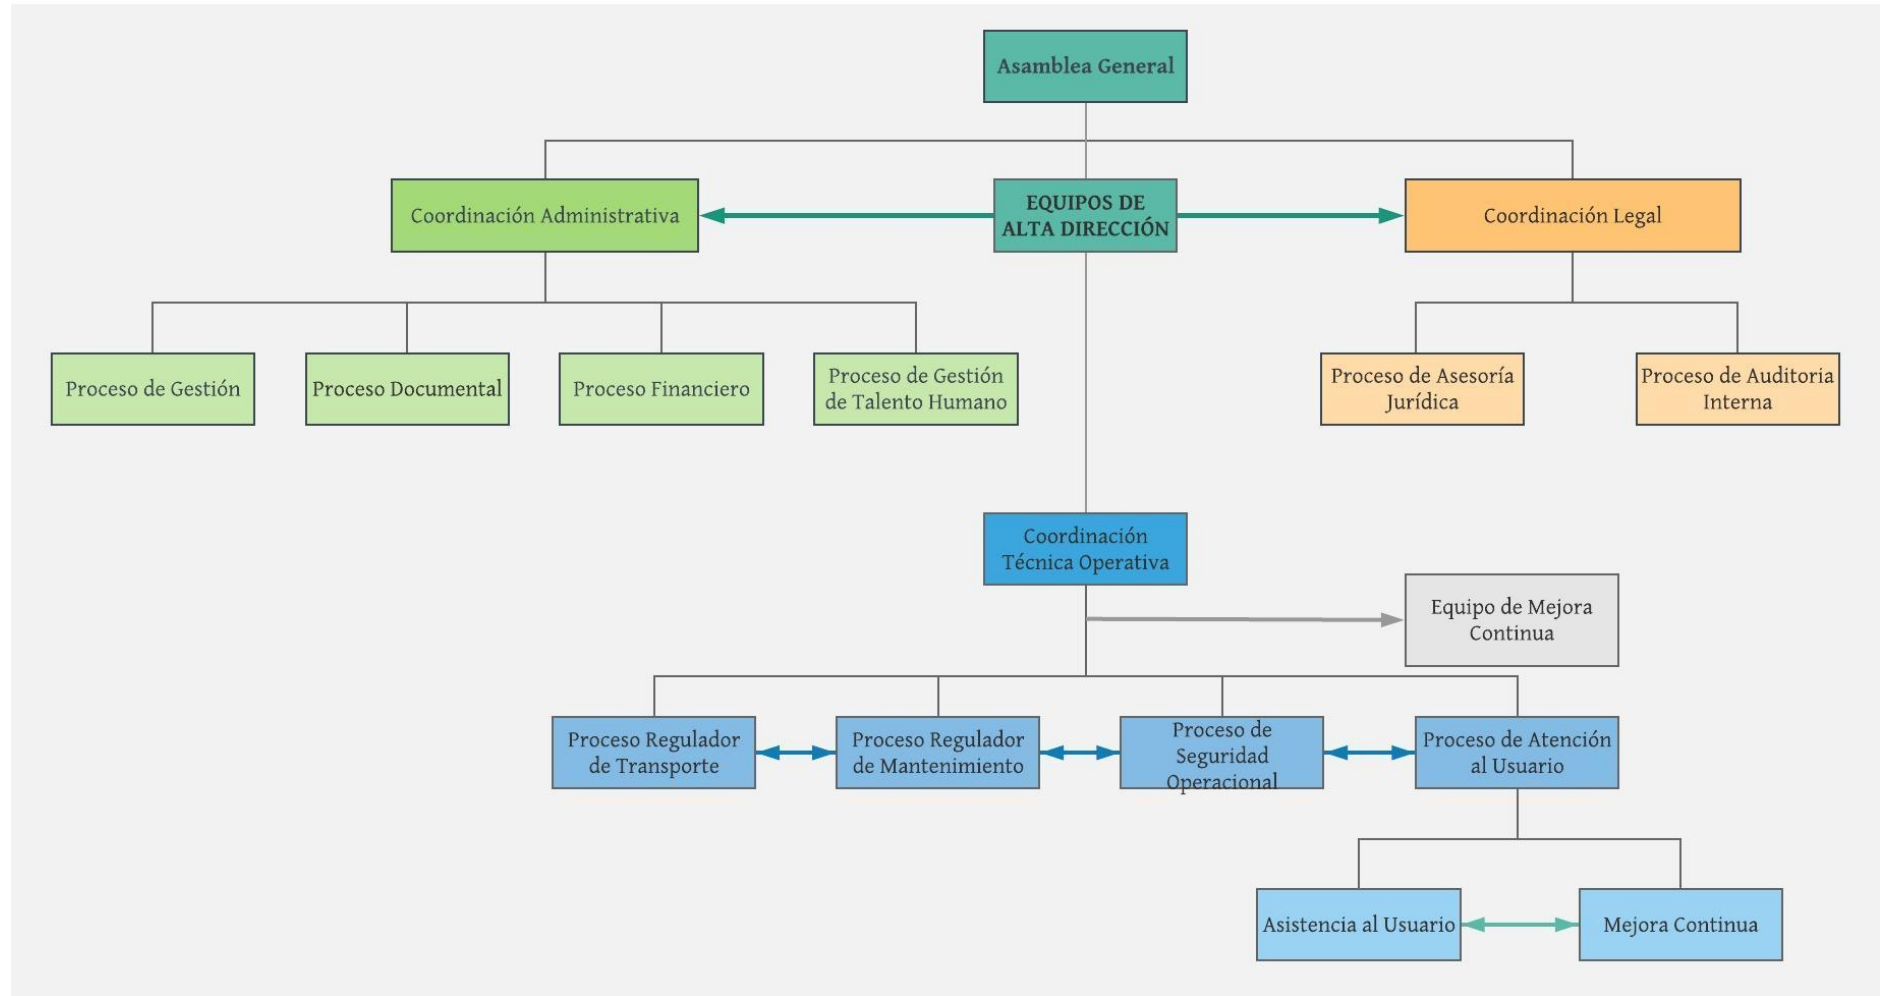 Asamblea General
Coordinación Administrativa
EQUIPOS DE
ALTA DIRECCIÓN
Coordinación Legal
Proceso de Gestión
Proceso Documental
Proceso Financiero
Proceso de Gestión
de Talento Humano
Proceso de Asesoría
Jurídica
Proceso de Auditoria
Interna
Coordinación
Técnica Operativa
Equipo de Mejora
Continua
Proceso Regulador
de Transporte
Proceso Regulador
de Mantenimiento
Proceso de
Seguridad
Operacional
Proceso de Atención
al Usuario
Asistencia al Usuario
Mejora Continua